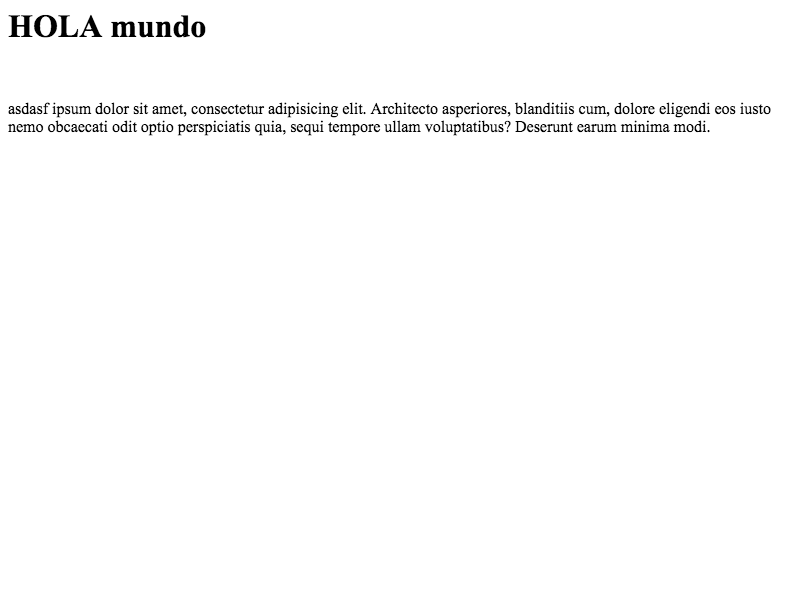 HOLA mundo
asdasf ipsum dolor sit amet, consectetur adipisicing elit. Architecto asperiores, blanditiis cum, dolore eligendi eos iusto
nemo obcaecati odit optio perspiciatis quia, sequi tempore ullam voluptatibus? Deserunt earum minima modi.